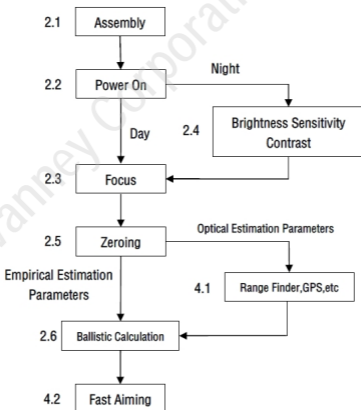 2.1 Assembly
2.2 Power On
Night
Day
2.4 Brightness Sensitivity
Contrast
2.3 Focus
2.5 Zeroing
Optical Estimation Parameters
Empirical Estimation
Parameters
4.1 Range Finder,GPS,etc
2.6 Ballistic Calculation
4.2 Fast Aiming